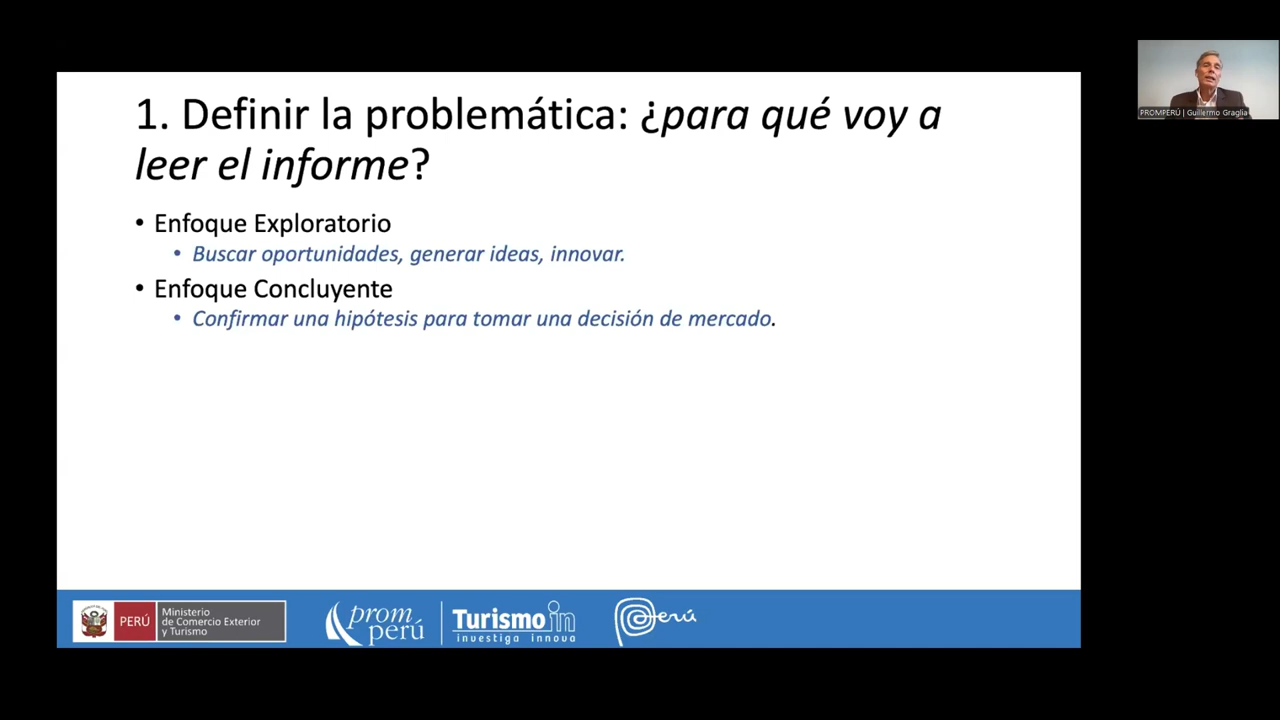 1. Definir la problemática: ¿para qué voy a
leer el informe?
• Enfoque Exploratorio
• Buscar oportunidades, generar ideas, innovar.
• Enfoque Concluyente
• Confirmar una hipótesis para tomar una decisión de mercado.
PROMPERÚ | Guillermo Graglia
PERÚ
Ministerio
de Comercio Exterior
y Turismo
prom
perú
Turismo in
investiga innova
Perú